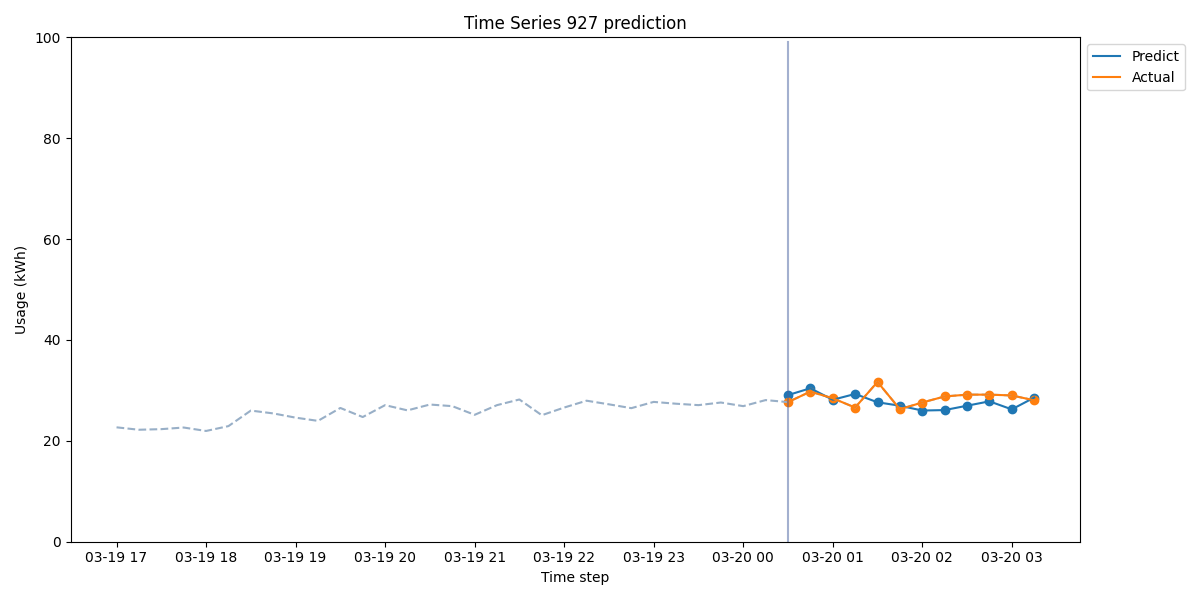 Time Series 927 prediction
100
80
60
40
20
0
Usage (kWh)
03-19 17 03-19 18 03-19 19 03-19 20 03-19 21 03-19 22 03-19 23 03-20 00 03-20 01 03-20 02 03-20 03
Time step
Predict
Actual